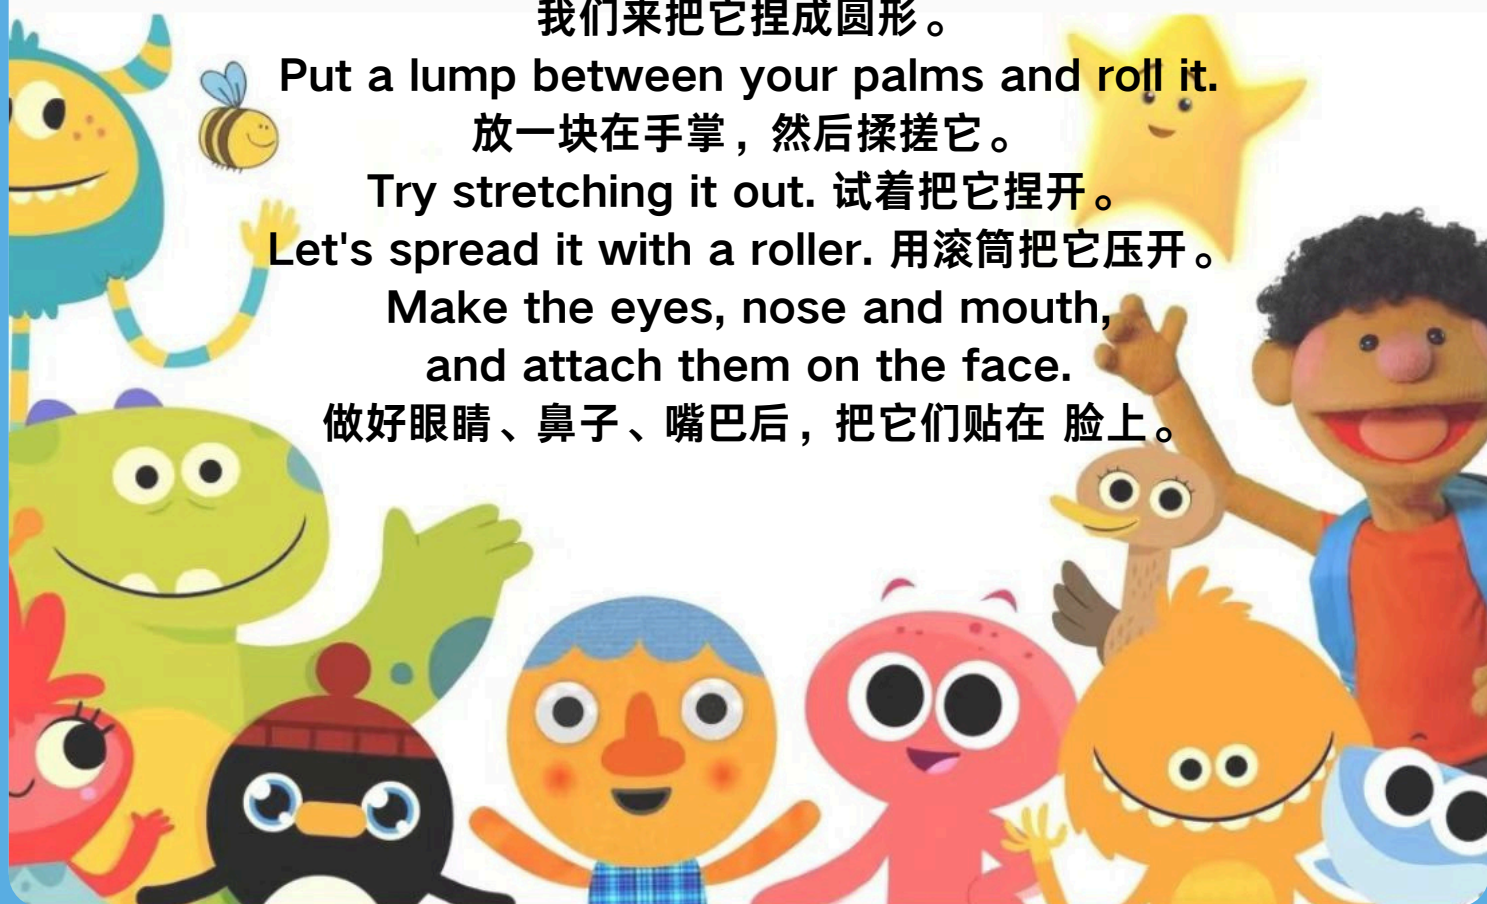 我们来把它捏成圆形。
Put a lump between your palms and roll it.
放一块在手掌，然后揉搓它。
Try stretching it out. 试着把它捏开。
Let's spread it with a roller. 用滚筒把它压开。
Make the eyes, nose and mouth,
and attach them on the face.
做好眼睛、鼻子、嘴巴后，把它们贴在 脸上。